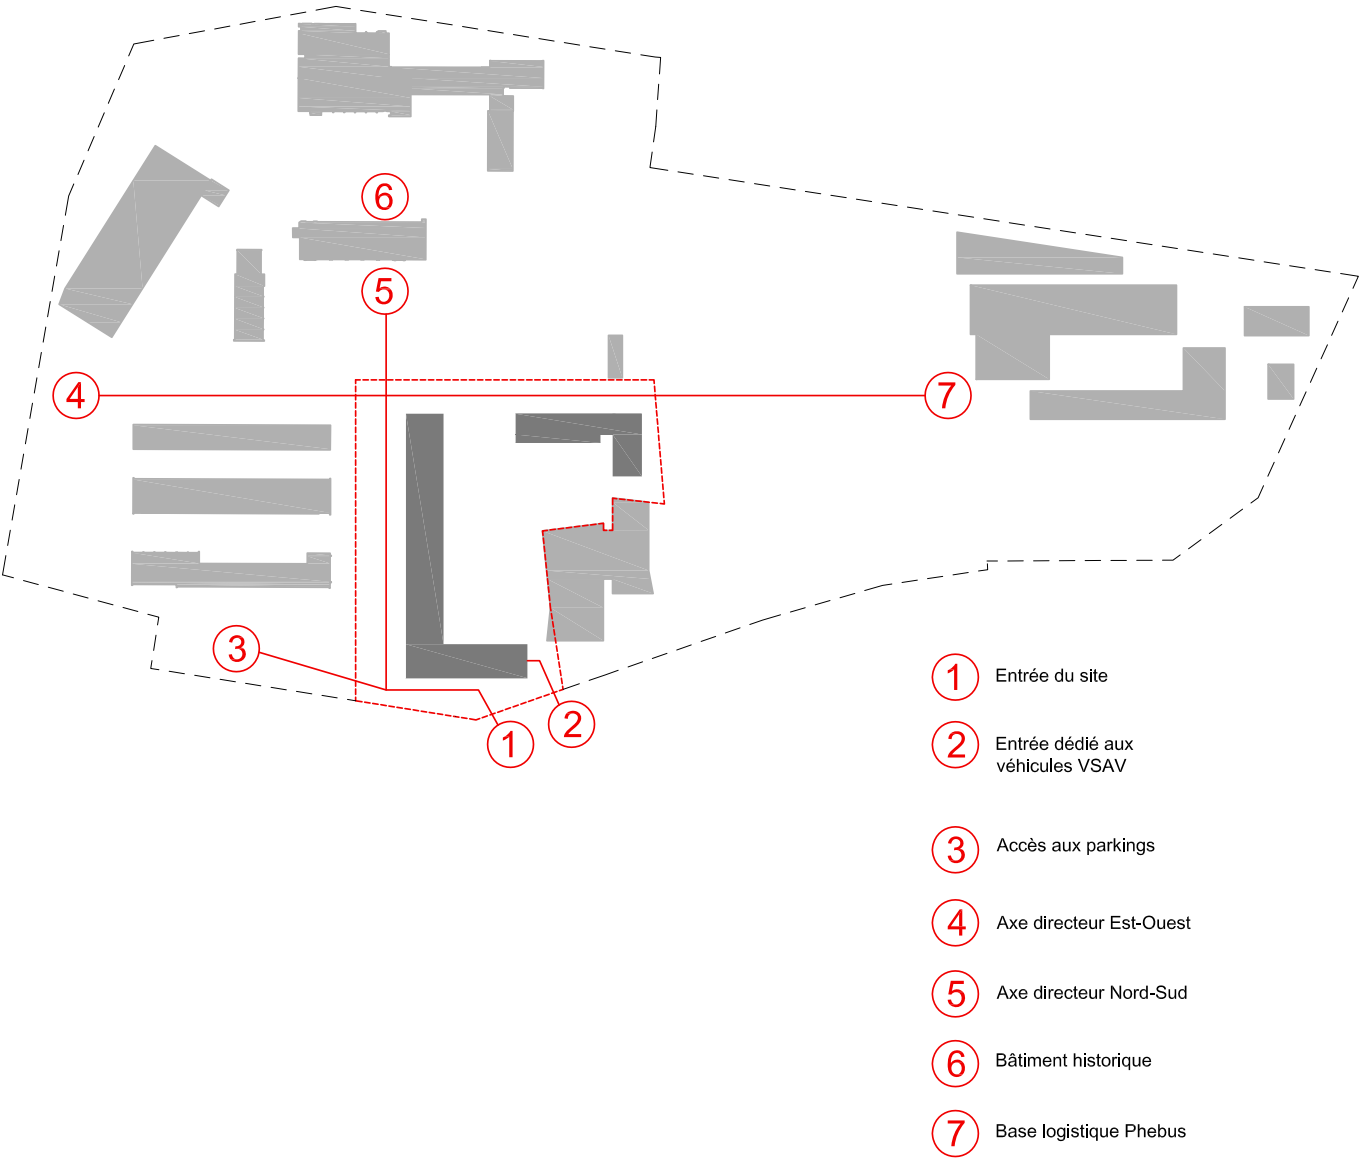 6
5
4
7
3
1
2
1 Entrée du site
2 Entrée dédié aux
véhicules VSAV
3 Accès aux parkings
4 Axe directeur Est-Ouest
5 Axe directeur Nord-Sud
6 Bâtiment historique
7 Base logistique Phebus